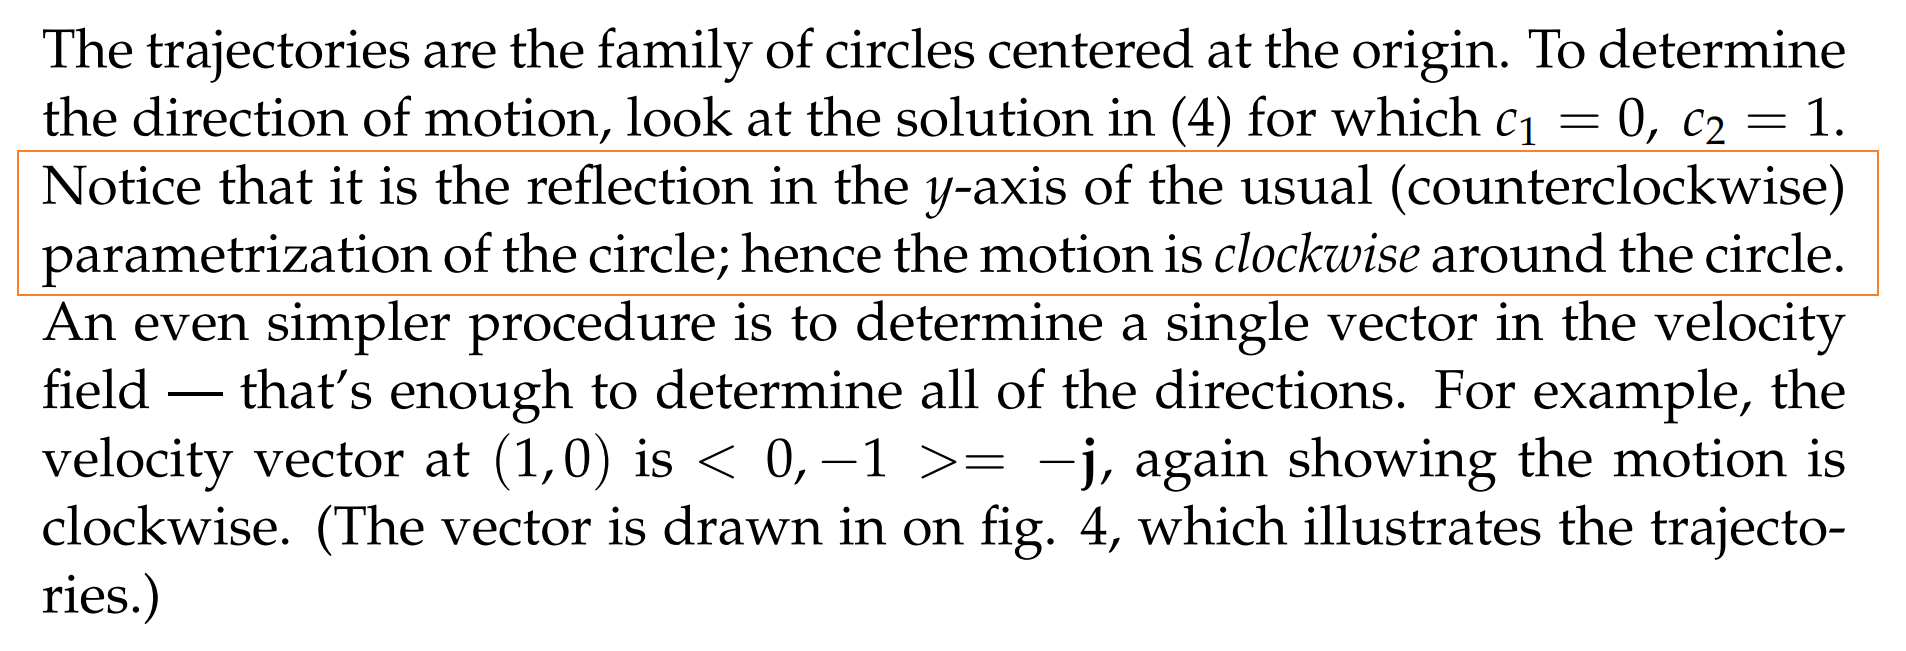 The trajectories are the family of circles centered at the origin. To determine
the direction of motion, look at the solution in (4) for which c₁ = 0, c₂ = 1.
Notice that it is the reflection in the y-axis of the usual (counterclockwise)
parametrization of the circle; hence the motion is clockwise around the circle.
An even simpler procedure is to determine a single vector in the velocity
field — that's enough to determine all of the directions. For example, the
velocity vector at (1, 0) is < 0, −1 >= −j, again showing the motion is
clockwise. (The vector is drawn in on fig. 4, which illustrates the trajecto-
ries.)